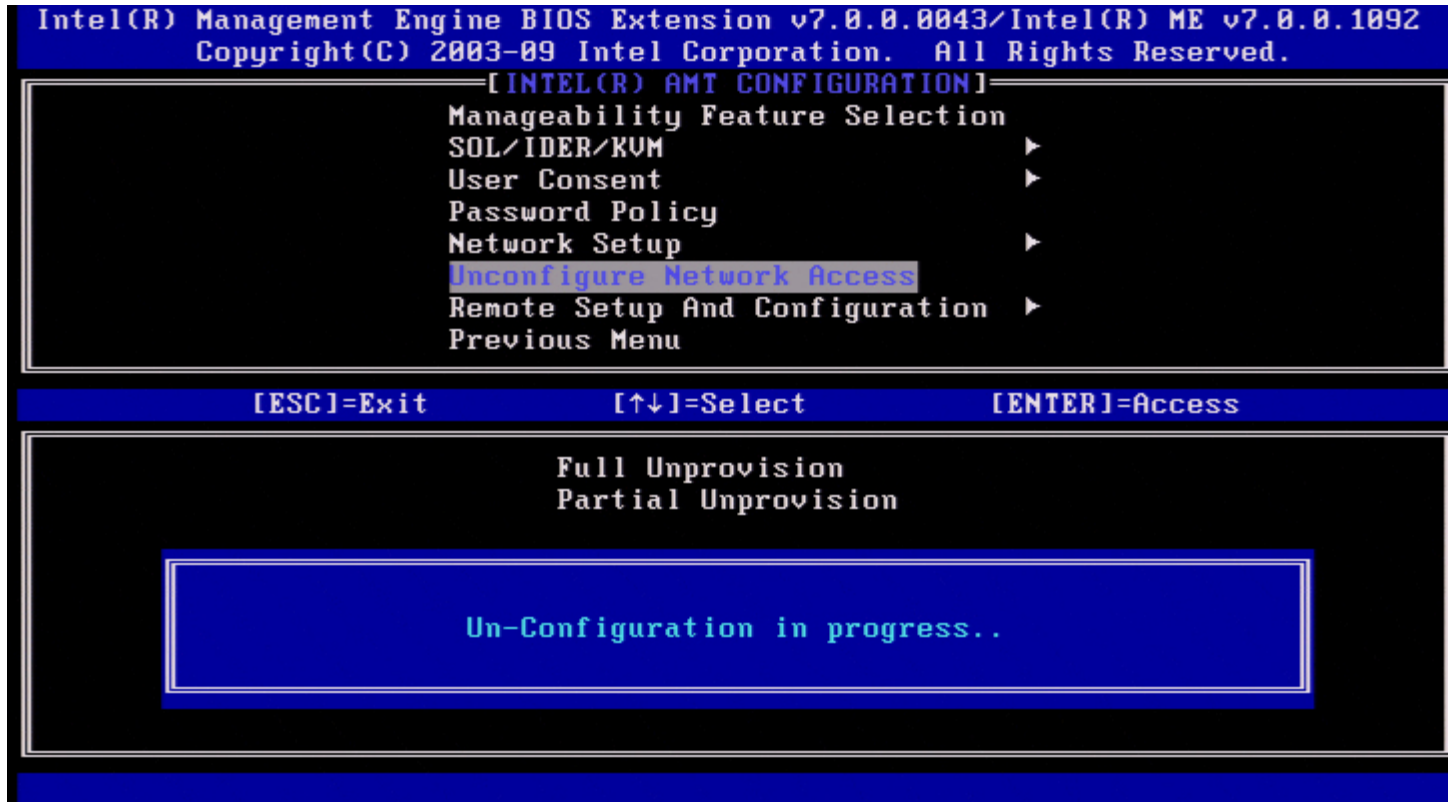 Intel(R) Management Engine BIOS Extension v7.0.0.0043/Intel(R) ME v7.0.0.1092
Copyright(C) 2003-09 Intel Corporation. All Rights Reserved.
[INTEL(R) AMT CONFIGURATION]
Manageability Feature Selection
SOL/IDER/KVM ►
User Consent ►
Password Policy
Network Setup ►
Unconfigure Network Access
Remote Setup And Configuration ►
Previous Menu
[ESC]=Exit [↑↓]=Select [ENTER]=Access
Full Unprovision
Partial Unprovision
Un-Configuration in progress..